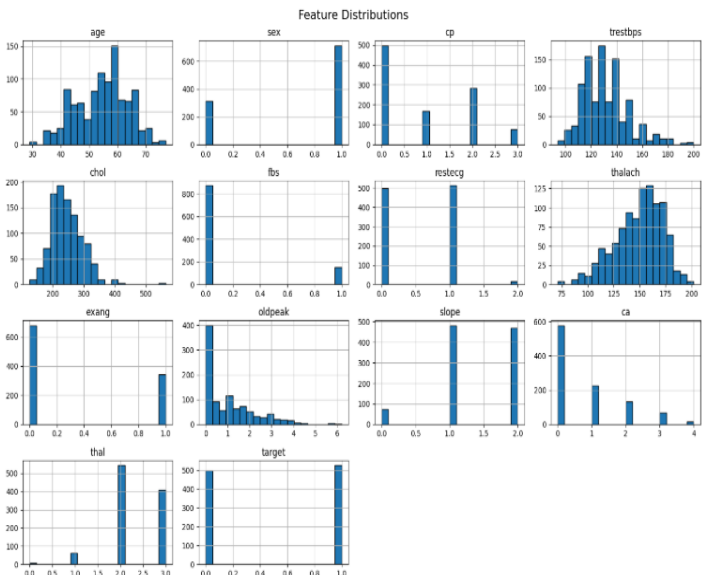 Feature Distributions
age
sex
cp
trestbps
150
100
50
0
30 40 50 60 70
600
400
200
0
0.0 0.2 0.4 0.6 0.8 1.0
500
400
300
200
100
0
0.0 0.5 1.0 1.5 2.0 2.5 3.0
150
100
50
0
100 120 140 160 180 200
chol
fbs
restecg
thalach
200
150
100
50
0
200 300 400 500
800
600
400
200
0
0.0 0.2 0.4 0.6 0.8 1.0
500
400
300
200
100
0
0.0 0.5 1.0 1.5 2.0
125
100
75
50
25
0
75 100 125 150 175 200
exang
oldpeak
slope
ca
600
400
200
0
0.0 0.2 0.4 0.6 0.8 1.0
400
300
200
100
0
0 1 2 3 4 5 6
500
400
300
200
100
0
0.0 0.5 1.0 1.5 2.0
600
400
200
0
0 1 2 3 4
thal
target
500
400
300
200
100
0
0.0 0.5 1.0 1.5 2.0 2.5 3.0
500
400
300
200
100
0
0.0 0.2 0.4 0.6 0.8 1.0